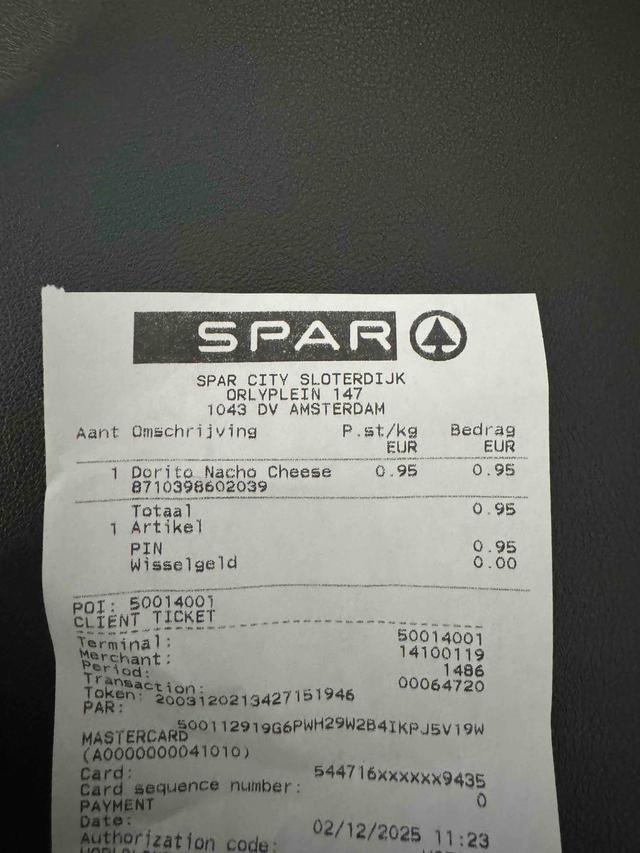 SPAR
SPAR CITY SLOTERDIJK
ORLYPLEIN 147
1043 DV AMSTERDAM
Aant Omschrijving P.st/kg Bedrag
EUR EUR
1 Dorito Nacho Cheese 0.95 0.95
8710398602039
Totaal 0.95
1 Artikel
PIN 0.95
Wisselgeld 0.00
POI: 50014001
CLIENT TICKET
Terminal: 50014001
Merchant: 14100119
Period: 1486
Transaction: 00064720
Token: 2003120213427151946
PAR:
500112919G6PWH29W2B4IKPJ5V19W
MASTERCARD
(A0000000041010)
Card: 544716xxxxxx9435
Card sequence number: 0
PAYMENT
Date: 02/12/2025 11:23
Authorization code: